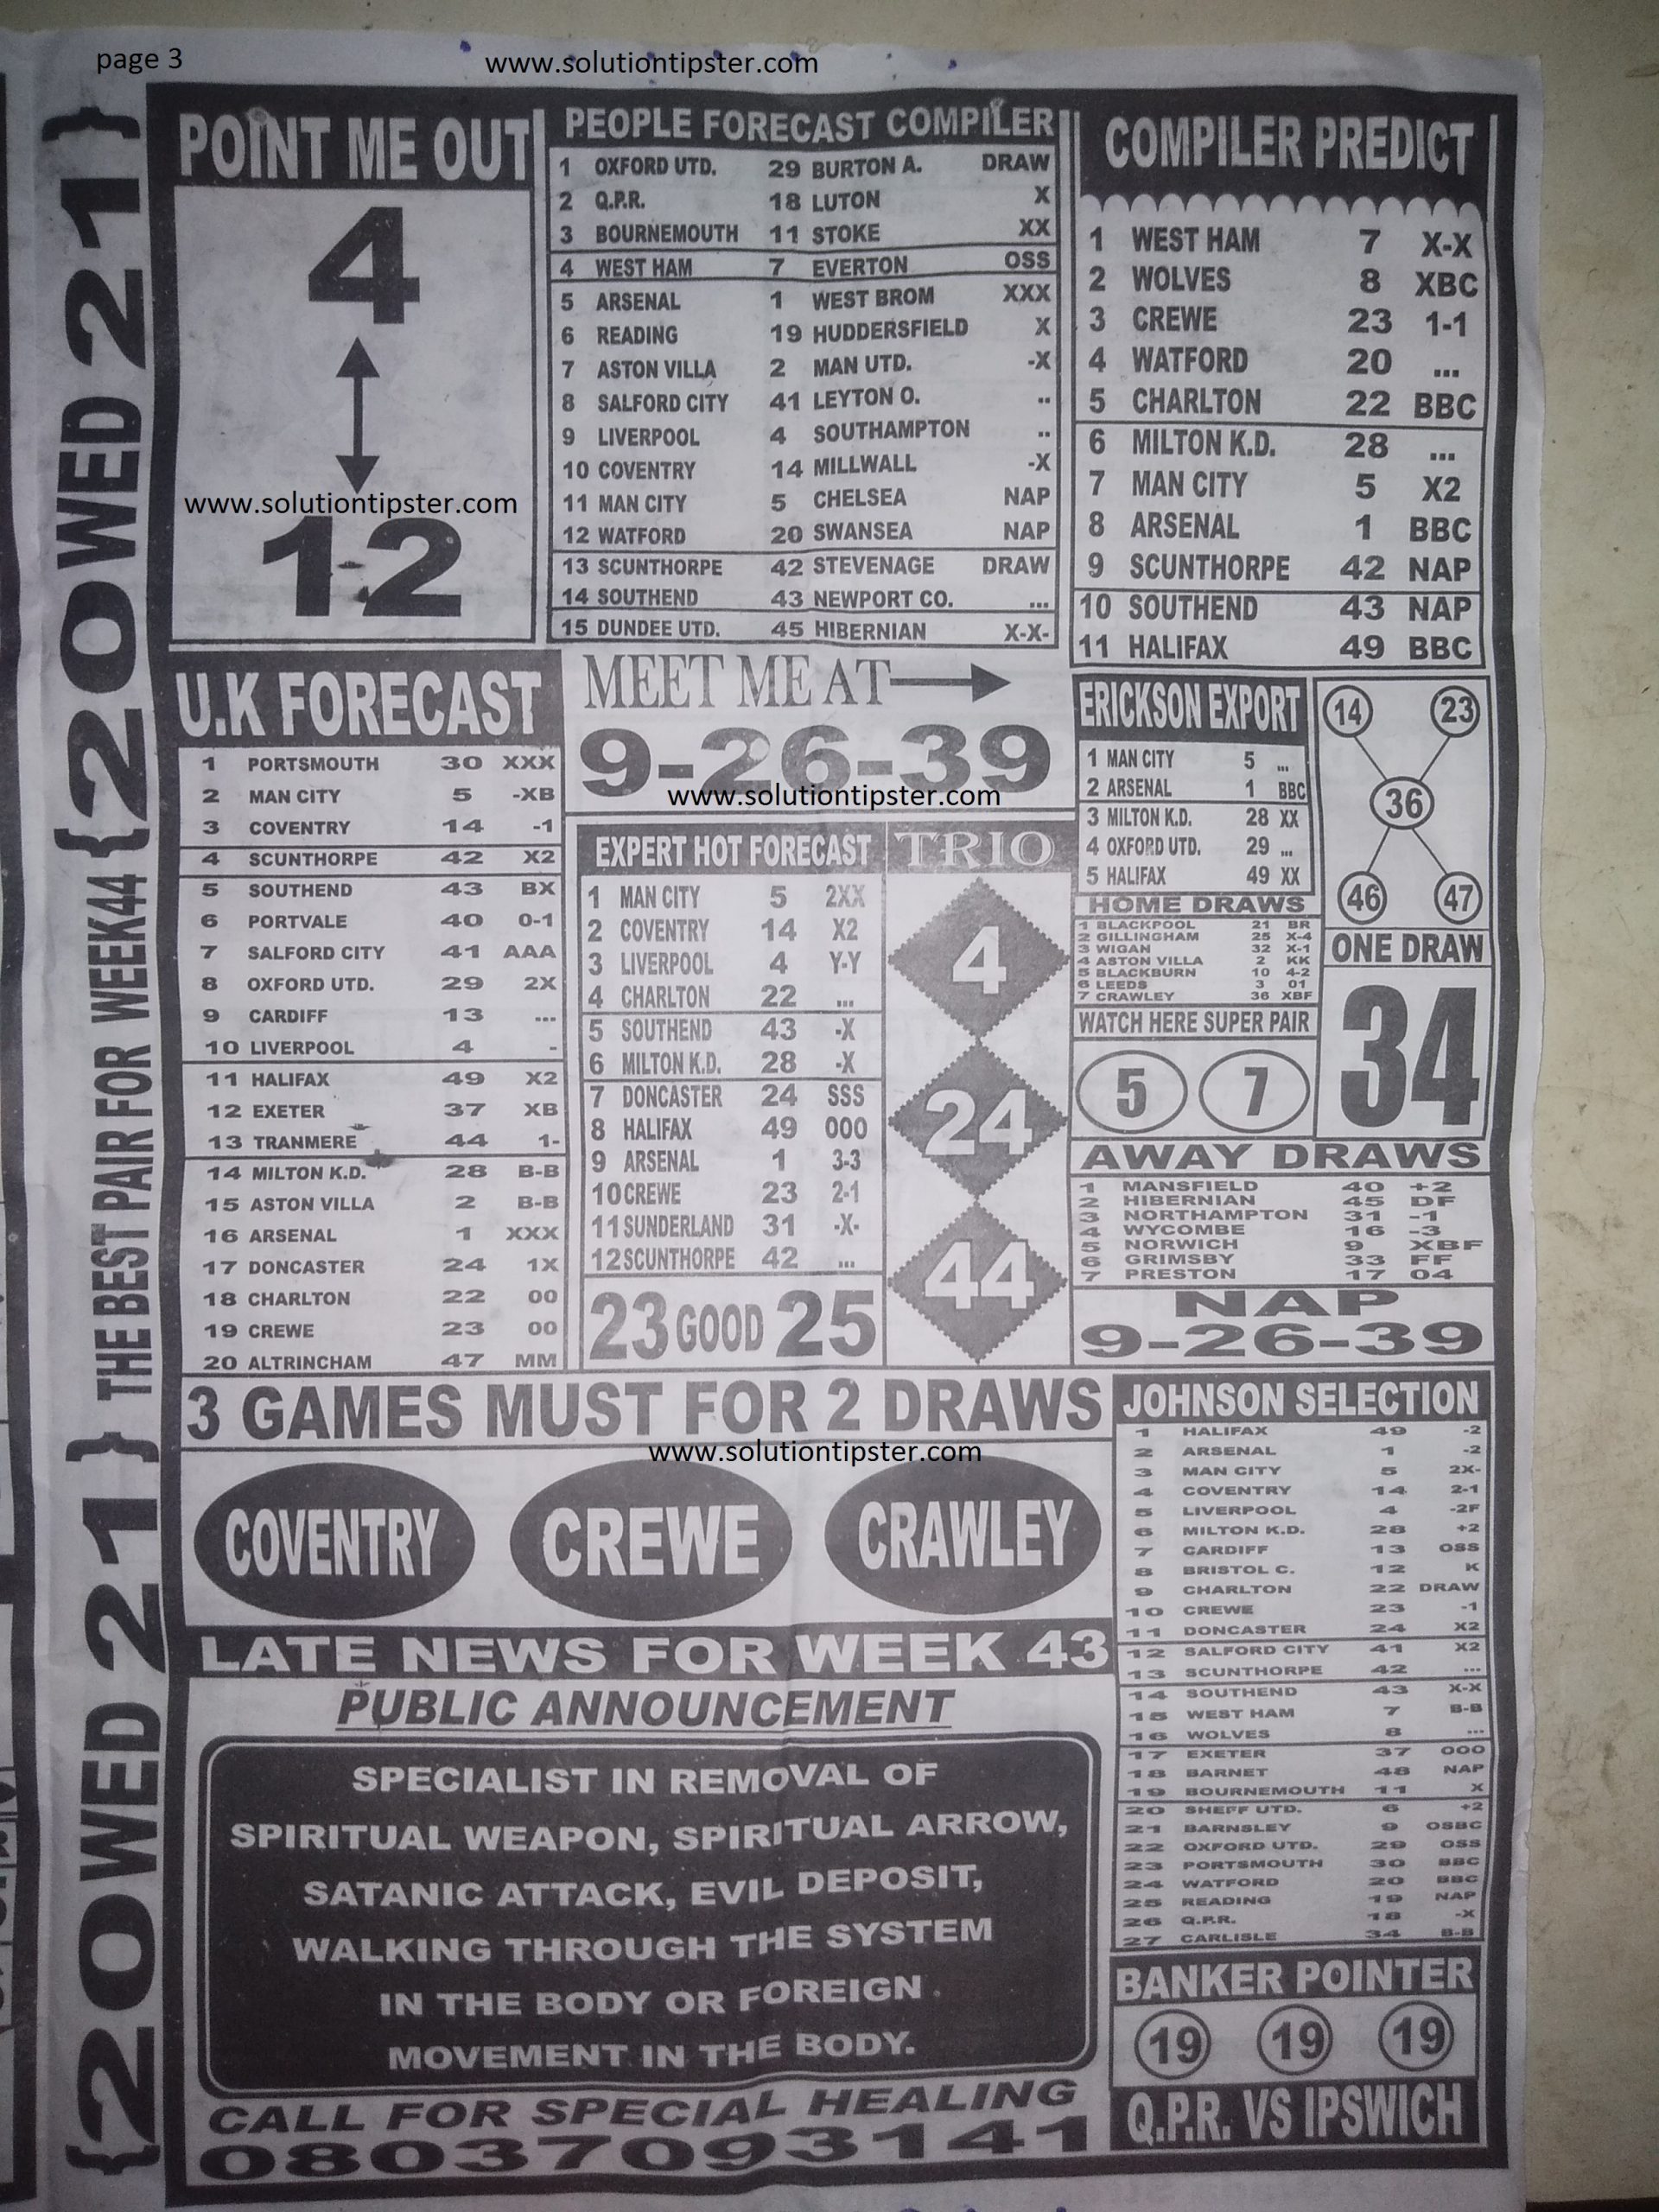 page 3
www.solutiontipster.com
{20WED 21} THE BEST PAIR FOR WEEK44 {20WED 21}
POINT ME OUT
4
www.solutiontipster.com
12
PEOPLE FORECAST COMPILER
1 OXFORD UTD. 29 BURTON A. DRAW
2 Q.P.R. 18 LUTON X
3 BOURNEMOUTH 11 STOKE XX
4 WEST HAM 7 EVERTON OSS
5 ARSENAL 1 WEST BROM XXX
6 READING 19 HUDDERSFIELD X
7 ASTON VILLA 2 MAN UTD. -X
8 SALFORD CITY 41 LEYTON O. ..
9 LIVERPOOL 4 SOUTHAMPTON ..
10 COVENTRY 14 MILLWALL -X
11 MAN CITY 5 CHELSEA NAP
12 WATFORD 20 SWANSEA NAP
13 SCUNTHORPE 42 STEVENAGE DRAW
14 SOUTHEND 43 NEWPORT CO. ...
15 DUNDEE UTD. 45 HIBERNIAN X-X-
COMPILER PREDICT
1 WEST HAM 7 X-X
2 WOLVES 8 XBC
3 CREWE 23 1-1
4 WATFORD 20 ...
5 CHARLTON 22 BBC
6 MILTON K.D. 28 ...
7 MAN CITY 5 X2
8 ARSENAL 1 BBC
9 SCUNTHORPE 42 NAP
10 SOUTHEND 43 NAP
11 HALIFAX 49 BBC
U.K FORECAST
1 PORTSMOUTH 30 XXX
2 MAN CITY 5 -XB
3 COVENTRY 14 -1
4 SCUNTHORPE 42 X2
5 SOUTHEND 43 BX
6 PORTVALE 40 0-1
7 SALFORD CITY 41 AAA
8 OXFORD UTD. 29 2X
9 CARDIFF 13 ...
10 LIVERPOOL 4 -
11 HALIFAX 49 X2
12 EXETER 37 XB
13 TRANMERE 44 1-
14 MILTON K.D. 28 B-B
15 ASTON VILLA 2 B-B
16 ARSENAL 1 XXX
17 DONCASTER 24 1X
18 CHARLTON 22 00
19 CREWE 23 00
20 ALTRINCHAM 47 MM
MEET ME AT
9-26-39
www.solutiontipster.com
EXPERT HOT FORECAST
1 MAN CITY 5 2XX
2 COVENTRY 14 X2
3 LIVERPOOL 4 Y-Y
4 CHARLTON 22 ...
5 SOUTHEND 43 -X
6 MILTON K.D. 28 -X
7 DONCASTER 24 SSS
8 HALIFAX 49 000
9 ARSENAL 1 3-3
10 CREWE 23 2-1
11 SUNDERLAND 31 -X-
12 SCUNTHORPE 42 ...
23 GOOD 25
TRIO
4
24
44
ERICKSON EXPORT
1 MAN CITY 5 ...
2 ARSENAL 1 BBC
3 MILTON K.D. 28 XX
4 OXFORD UTD. 29 ...
5 HALIFAX 49 XX
14 23
36
46 47
HOME DRAWS
1 BLACKPOOL 21 BR
2 GILLINGHAM 25 X-4
3 WIGAN 32 X-1
4 ASTON VILLA 2 KK
5 BLACKBURN 10 4-2
6 LEEDS 3 01
7 CRAWLEY 36 XBF
ONE DRAW
34
WATCH HERE SUPER PAIR
5 7
AWAY DRAWS
1 MANSFIELD 40 +2
2 HIBERNIAN 45 DF
3 NORTHAMPTON 31 -1
4 WYCOMBE 16 -3
5 NORWICH 9 XBF
6 GRIMSBY 33 FF
7 PRESTON 17 04
NAP
9-26-39
3 GAMES MUST FOR 2 DRAWS
www.solutiontipster.com
COVENTRY CREWE CRAWLEY
LATE NEWS FOR WEEK 43
PUBLIC ANNOUNCEMENT
SPECIALIST IN REMOVAL OF
SPIRITUAL WEAPON, SPIRITUAL ARROW,
SATANIC ATTACK, EVIL DEPOSIT,
WALKING THROUGH THE SYSTEM
IN THE BODY OR FOREIGN
MOVEMENT IN THE BODY.
CALL FOR SPECIAL HEALING
08037093141
JOHNSON SELECTION
1 HALIFAX 49 -2
2 ARSENAL 1 -2
3 MAN CITY 5 2X-
4 COVENTRY 14 2-1
5 LIVERPOOL 4 -2F
6 MILTON K.D. 28 +2
7 CARDIFF 13 OSS
8 BRISTOL C. 12 K
9 CHARLTON 22 DRAW
10 CREWE 23 -1
11 DONCASTER 24 X2
12 SALFORD CITY 41 X2
13 SCUNTHORPE 42 ...
14 SOUTHEND 43 X-X
15 WEST HAM 7 B-B
16 WOLVES 8 ...
17 EXETER 37 000
18 BARNET 48 NAP
19 BOURNEMOUTH 11 X
20 SHEFF UTD. 6 +2
21 BARNSLEY 9 OSBC
22 OXFORD UTD. 29 OSS
23 PORTSMOUTH 30 BBC
24 WATFORD 20 BBC
25 READING 19 NAP
26 Q.P.R. 18 -X
27 CARLISLE 34 B-B
BANKER POINTER
19 19 19
Q.P.R. VS IPSWICH